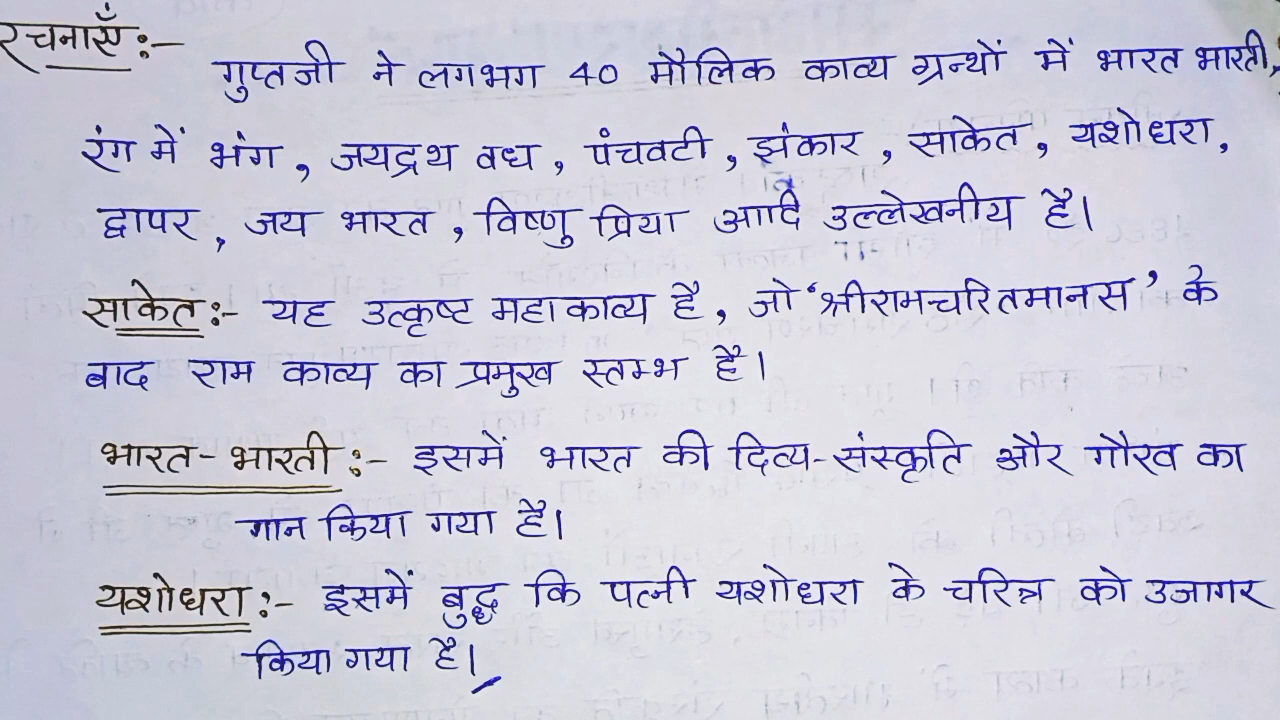 रचनाएँ:-
गुप्तजी ने लगभग 40 मौलिक काव्य ग्रन्थों में भारत भारती,
रंग में भंग, जयद्रथ वध, पंचवटी, झंकार, साकेत, यशोधरा,
द्वापर, जय भारत, विष्णु प्रिया आदि उल्लेखनीय है।
साकेत:- यह उत्कृष्ट महाकाव्य है, जो 'श्रीरामचरितमानस' के
बाद राम काव्य का प्रमुख स्तम्भ है।
भारत-भारती:- इसमें भारत की दिव्य-संस्कृति और गौरव का
गान किया गया है।
यशोधरा:- इसमें बुद्ध कि पत्नी यशोधरा के चरित्र को उजागर
किया गया है।